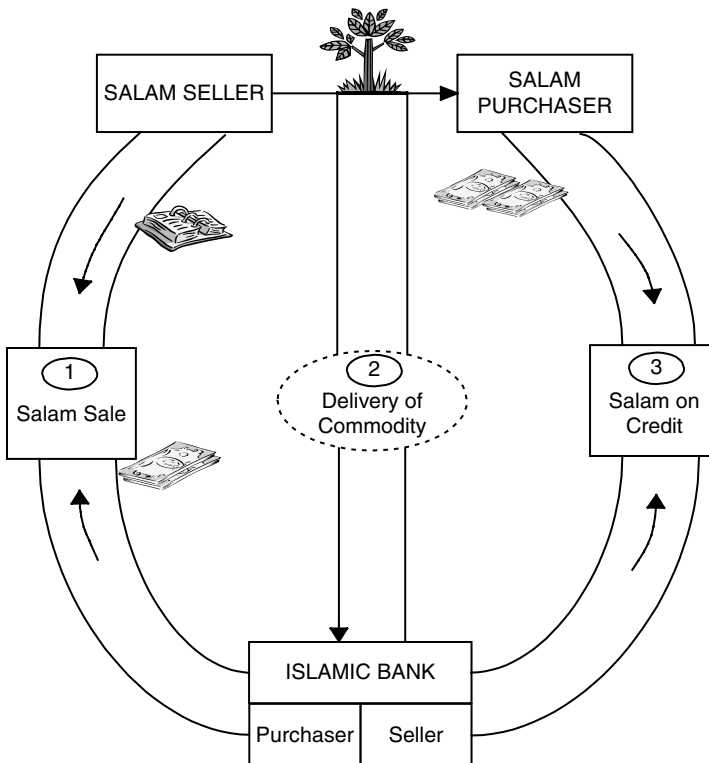 SALAM SELLER
SALAM
PURCHASER
1
Salam Sale
2
Delivery of
Commodity
3
Salam on
Credit
ISLAMIC BANK
Purchaser
Seller